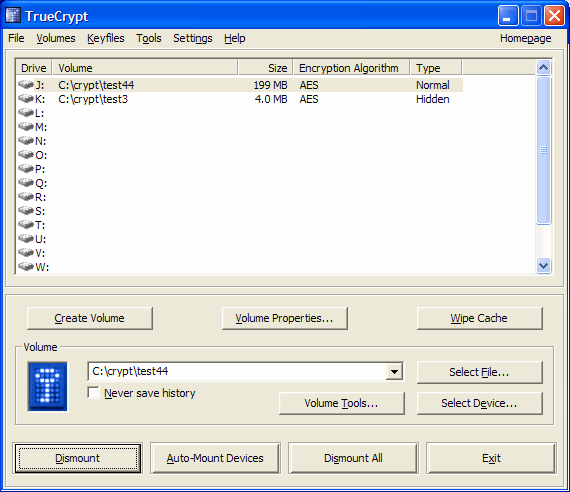 TrueCrypt
File Volumes Keyfiles Tools Settings Help Homepage
Drive Volume Size Encryption Algorithm Type
J: C:\crypt\test44 199 MB AES Normal
K: C:\crypt\test3 4.0 MB AES Hidden
L:
M:
N:
O:
P:
Q:
R:
S:
T:
U:
V:
W:
Create Volume Volume Properties... Wipe Cache
Volume
C:\crypt\test44 Select File...
Never save history
Volume Tools... Select Device...
Dismount Auto-Mount Devices Dismount All Exit